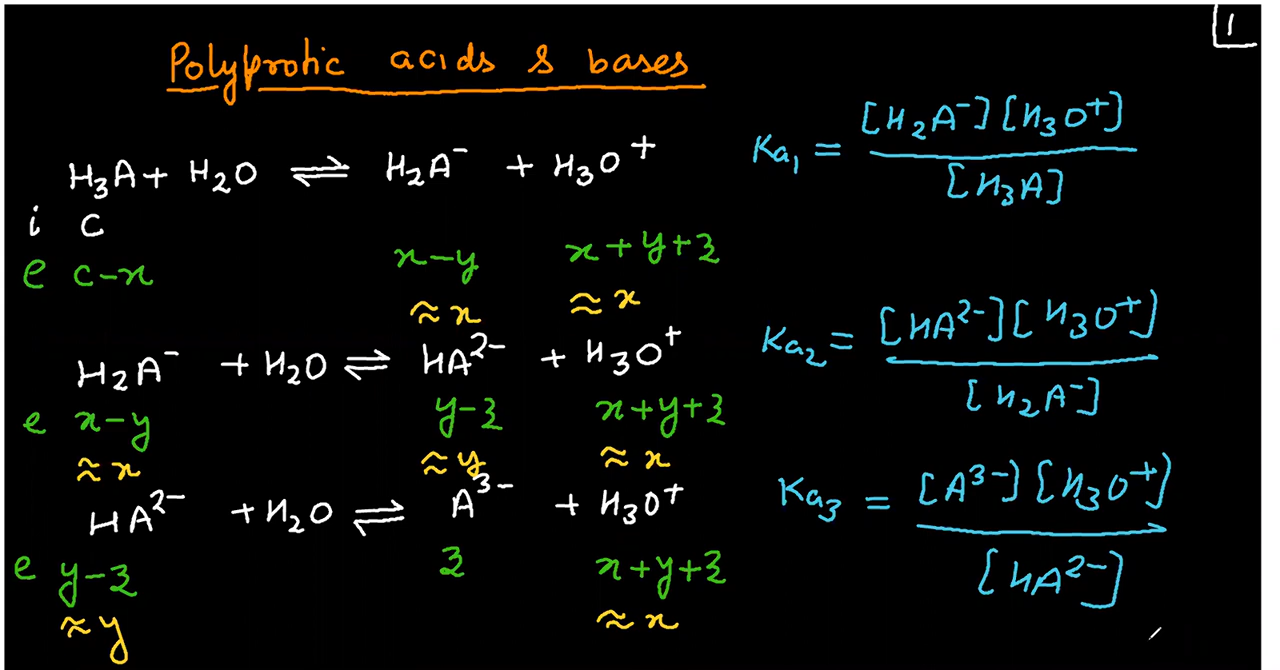 1
Polyprotic acids & bases
H₃A + H₂O ⇌ H₂A⁻ + H₃O⁺
Ka₁ = [H₂A⁻][H₃O⁺] / [H₃A]
i c
e c-x x-y x+y+z
≈x ≈x
H₂A⁻ + H₂O ⇌ HA²⁻ + H₃O⁺
Ka₂ = [HA²⁻][H₃O⁺] / [H₂A⁻]
e x-y y-z x+y+z
≈x ≈y ≈x
HA²⁻ + H₂O ⇌ A³⁻ + H₃O⁺
Ka₃ = [A³⁻][H₃O⁺] / [HA²⁻]
e y-z z x+y+z
≈y ≈x